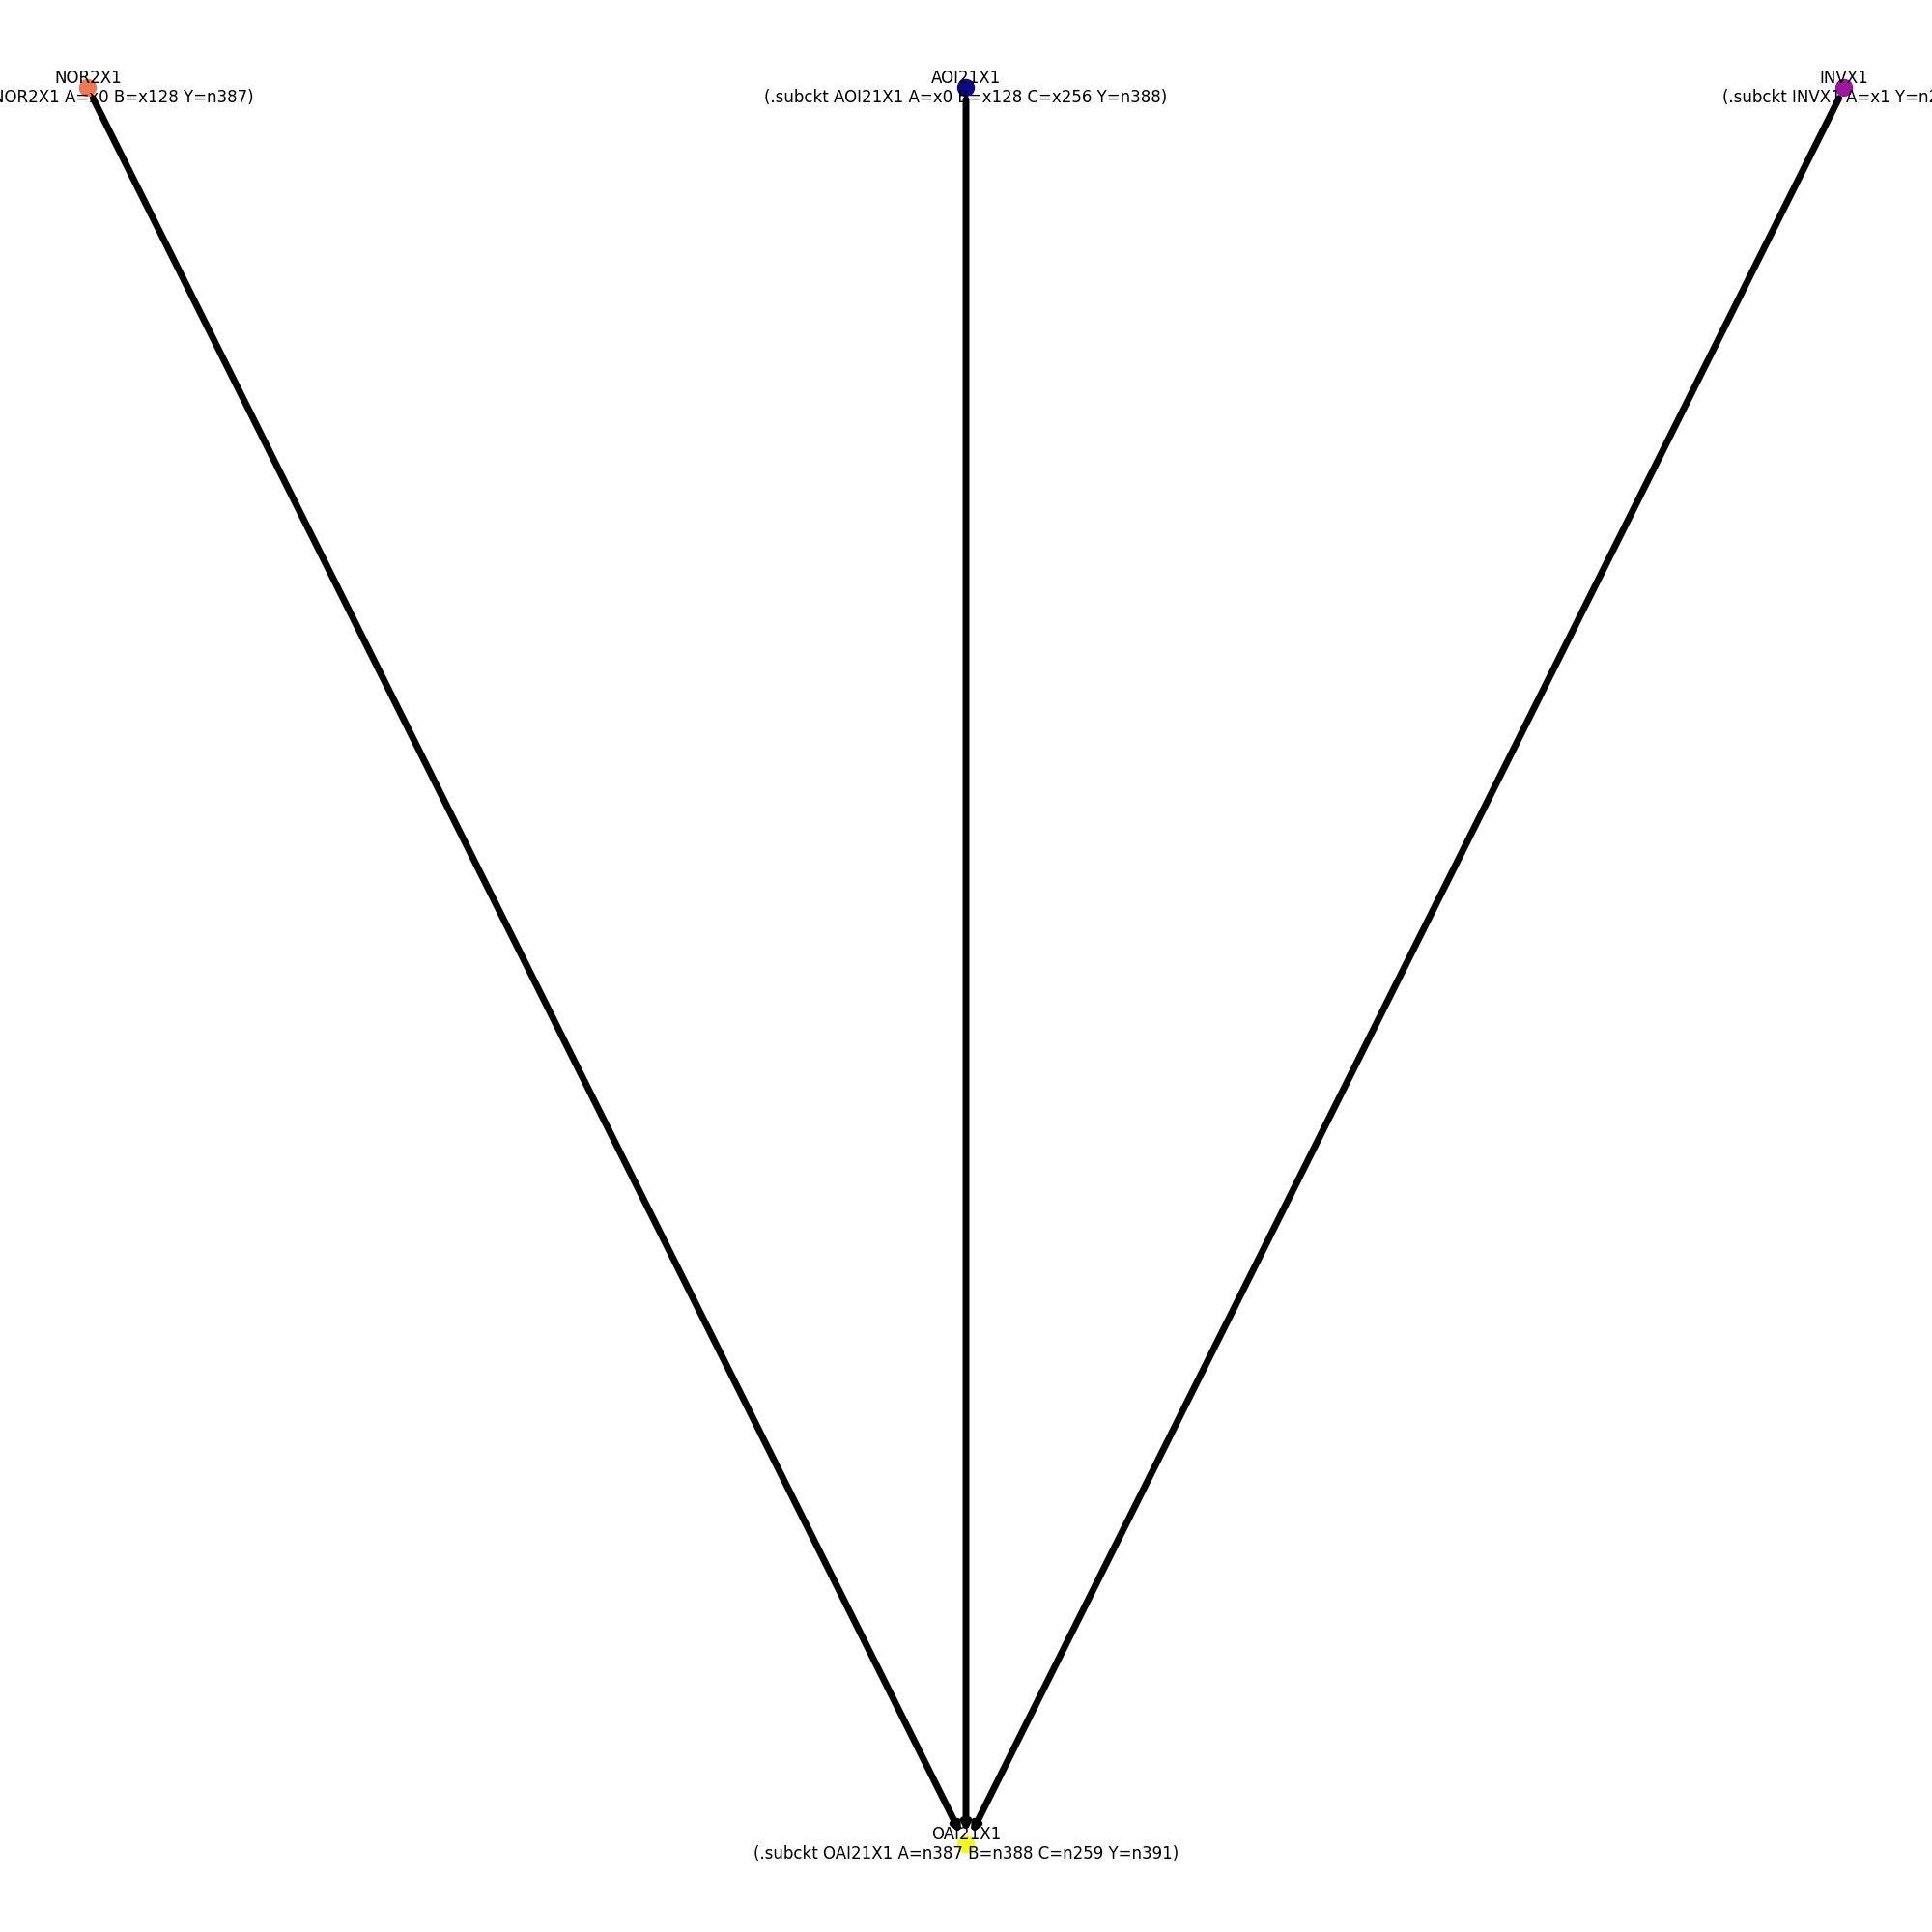 NOR2X1
NOR2X1 A=x0 B=x128 Y=n387)
AOI21X1
(.subckt AOI21X1 A=x0 B=x128 C=x256 Y=n388)
INVX1
(.subckt INVX1 A=x1 Y=n2
OAI21X1
(.subckt OAI21X1 A=n387 B=n388 C=n259 Y=n391)